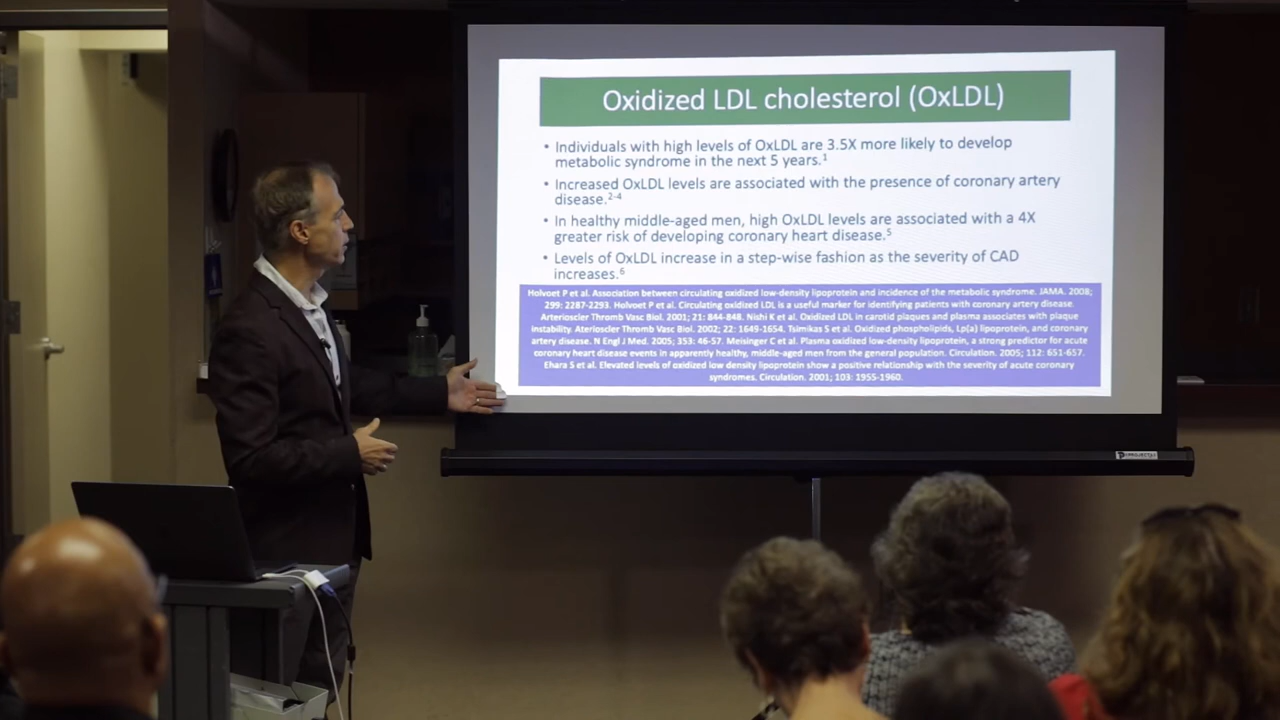 Oxidized LDL cholesterol (OxLDL)
• Individuals with high levels of OxLDL are 3.5X more likely to develop
metabolic syndrome in the next 5 years.1
• Increased OxLDL levels are associated with the presence of coronary artery
disease.2-4
• In healthy middle-aged men, high OxLDL levels are associated with a 4X
greater risk of developing coronary heart disease.5
• Levels of OxLDL increase in a step-wise fashion as the severity of CAD
increases.6
Holvoet P et al. Association between circulating oxidized low-density lipoprotein and incidence of the metabolic syndrome. JAMA. 2008;
299: 2287-2293. Holvoet P et al. Circulating oxidized LDL is a useful marker for identifying patients with coronary artery disease.
Arterioscler Thromb Vasc Biol. 2001; 21: 844-848. Nishi K et al. Oxidized LDL in carotid plaques and plasma associates with plaque
instability. Aterioscler Thromb Vasc Biol. 2002; 22: 1649-1654. Tsimikas S et al. Oxidized phospholipids, Lp(a) lipoprotein, and coronary
artery disease. N Engl J Med. 2005; 353: 46-57. Meisinger C et al. Plasma oxidized low-density lipoprotein, a strong predictor for acute
coronary heart disease events in apparently healthy, middle-aged men from the general population. Circulation. 2005; 112: 651-657.
Ehara S et al. Elevated levels of oxidized low density lipoprotein show a positive relationship with the severity of acute coronary
syndromes. Circulation. 2001; 103: 1955-1960.